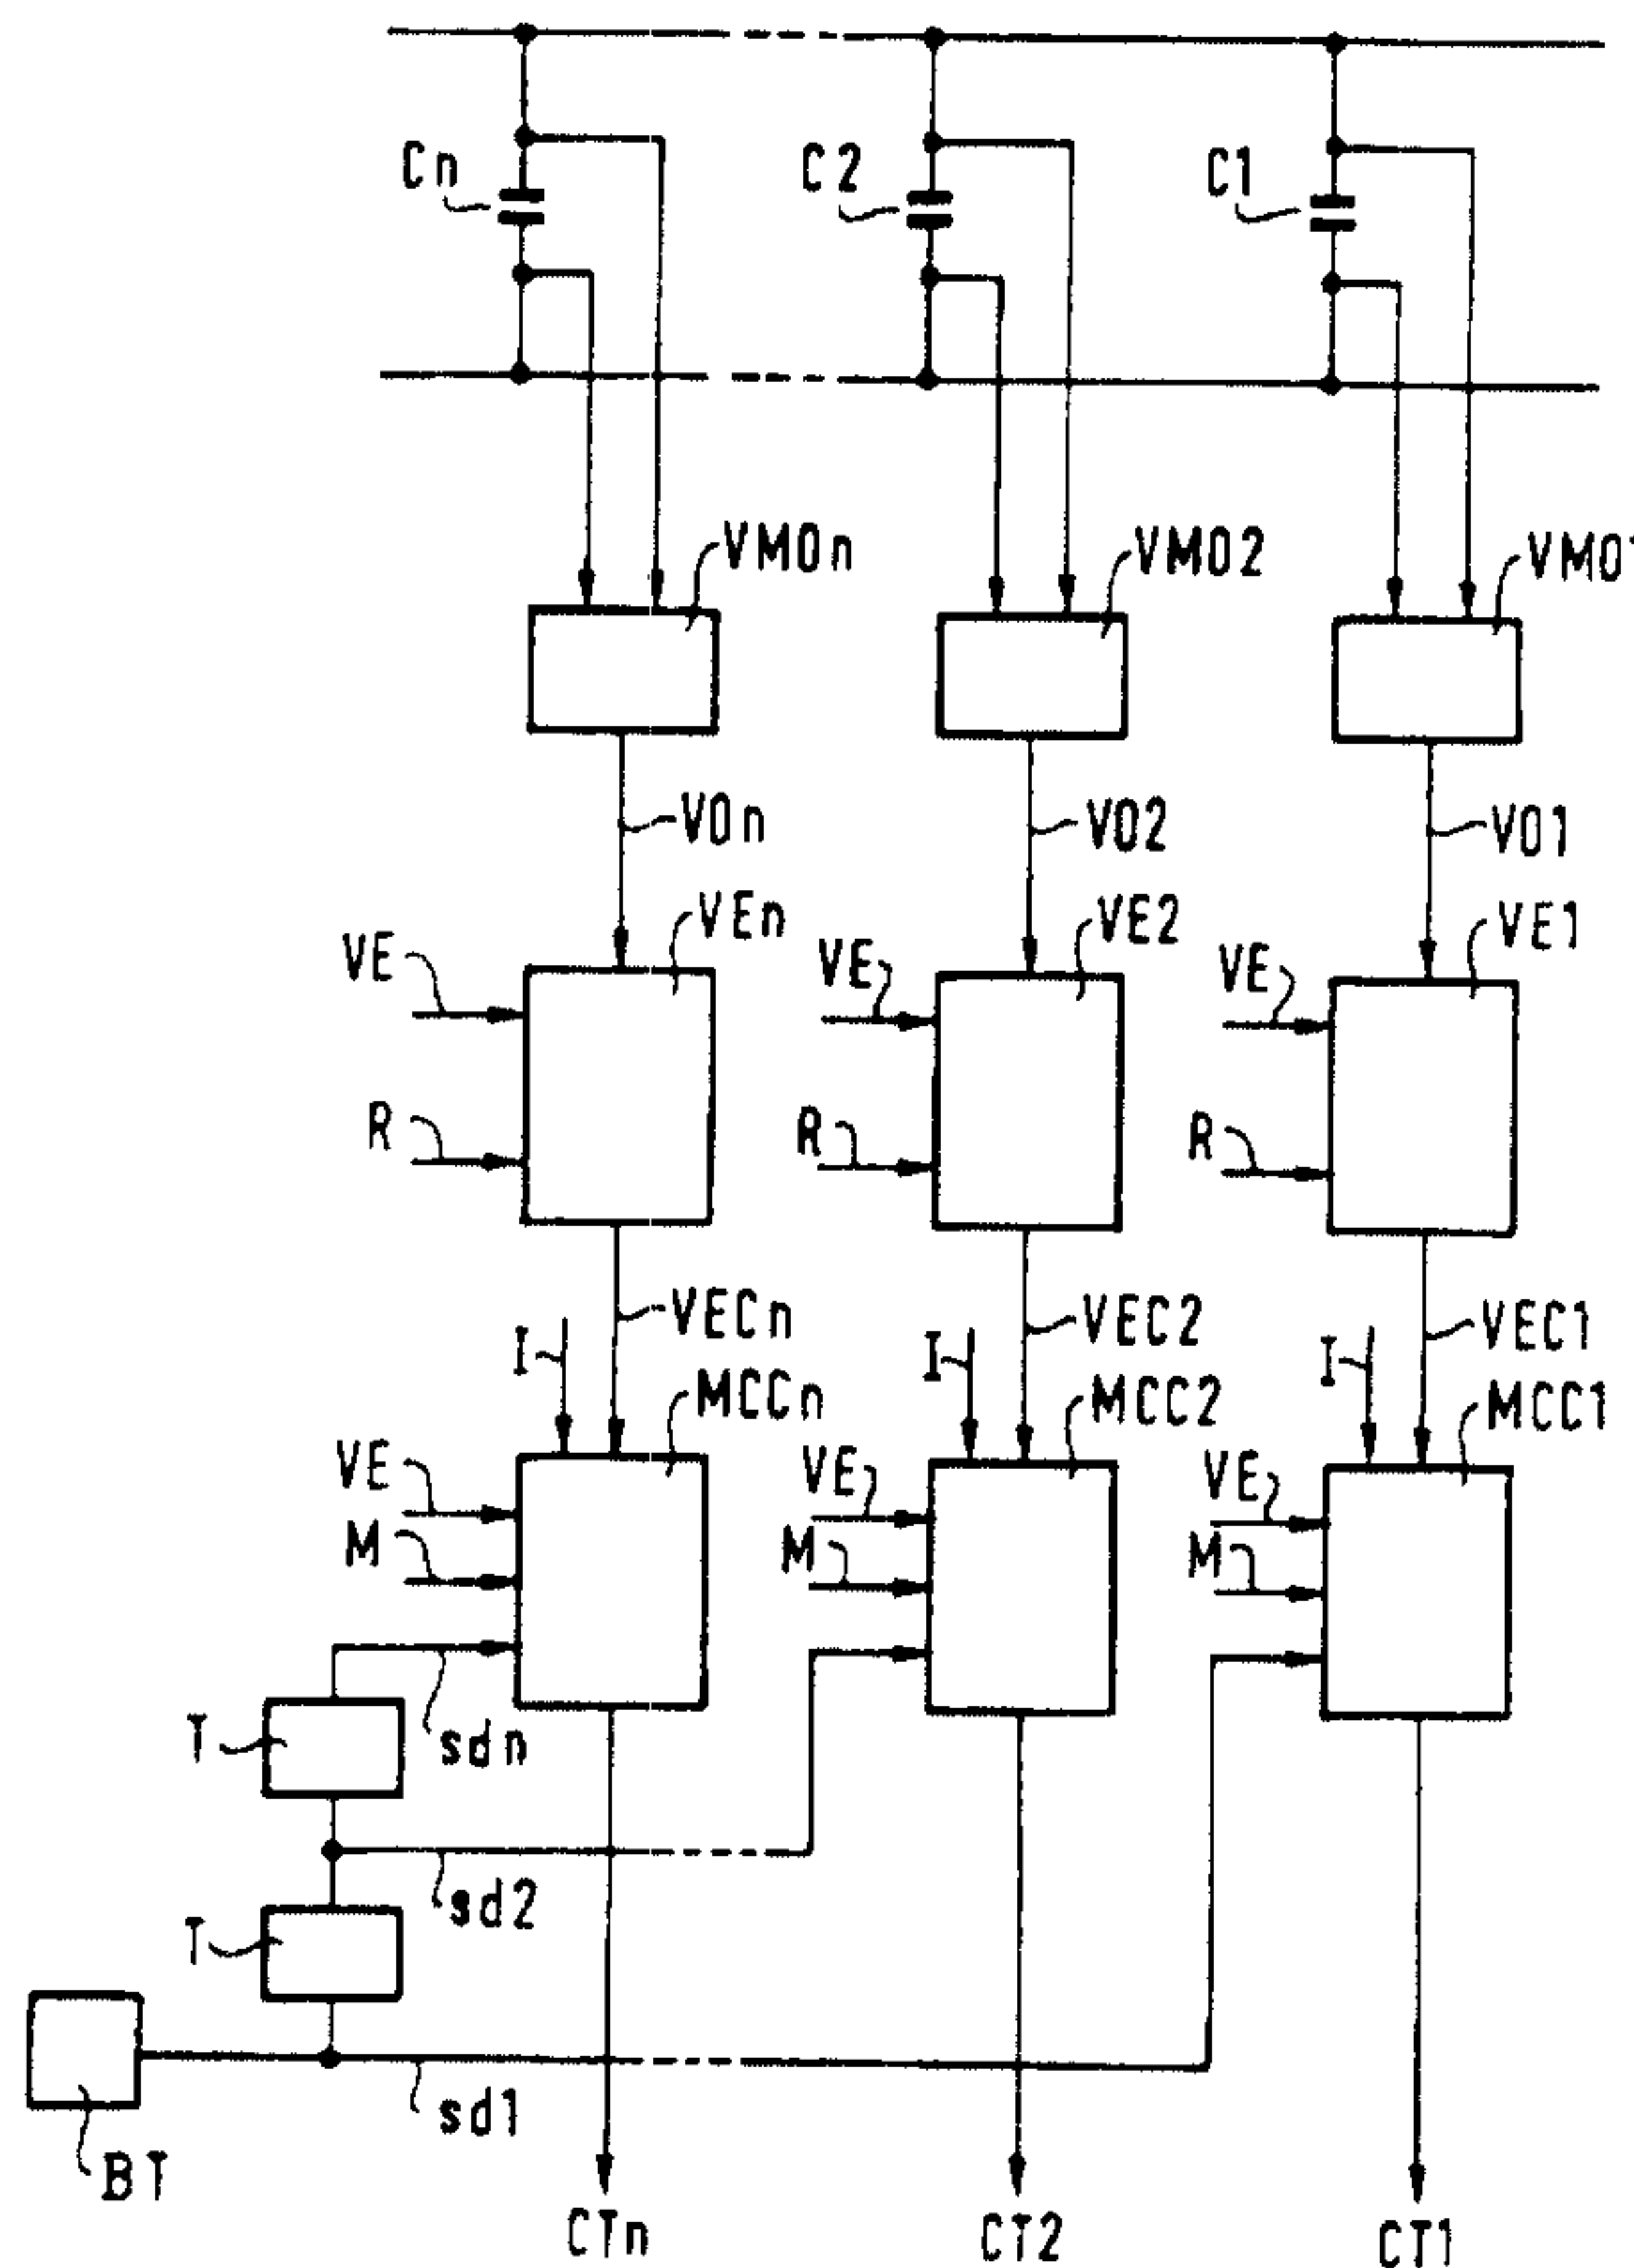 Cn C2 C1
VMOn VMO2 VMO1
VOn VO2 VO1
VEn VE2 VE1
VE VE VE
R R R
VECn VEC2 VEC1
I I I
MCCn MCC2 MCC1
VE VE VE
M M M
T sdn
sd2
T
sd1
BT
CTn CT2 CT1